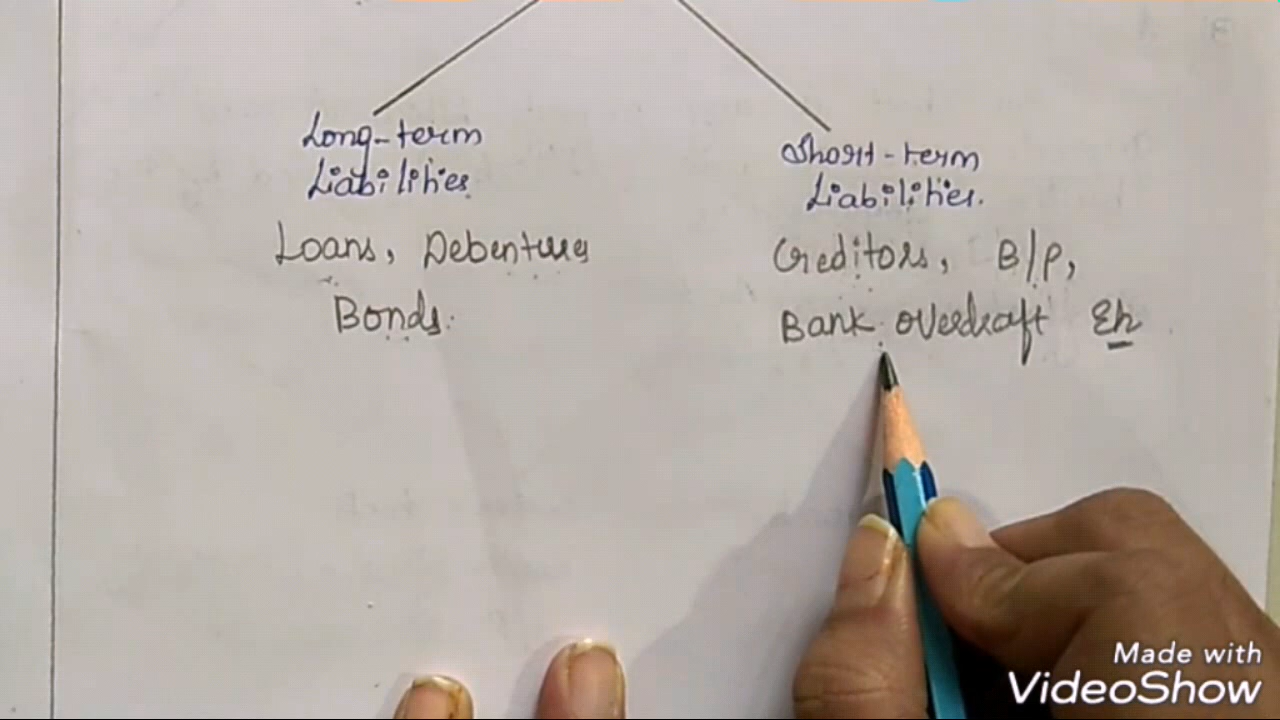 Long-term
Liabilities
Loans, Debentures
Bonds.
Short-term
Liabilities.
Creditors, B/P,
Bank overdraft Etc
Made with
VideoShow